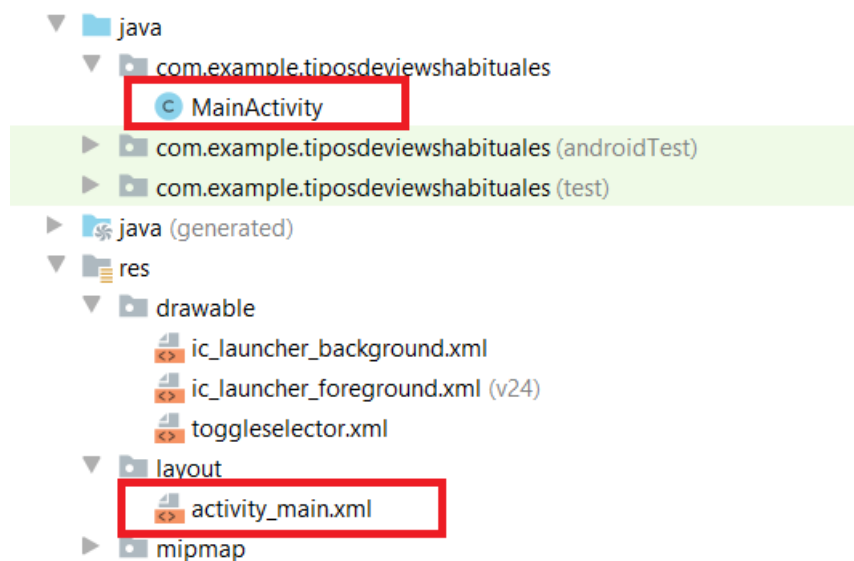 java
com.example.tiposdeviewshabituales
C MainActivity
com.example.tiposdeviewshabituales (androidTest)
com.example.tiposdeviewshabituales (test)
java (generated)
res
drawable
ic_launcher_background.xml
ic_launcher_foreground.xml (v24)
toggleselector.xml
layout
activity_main.xml
mipmap